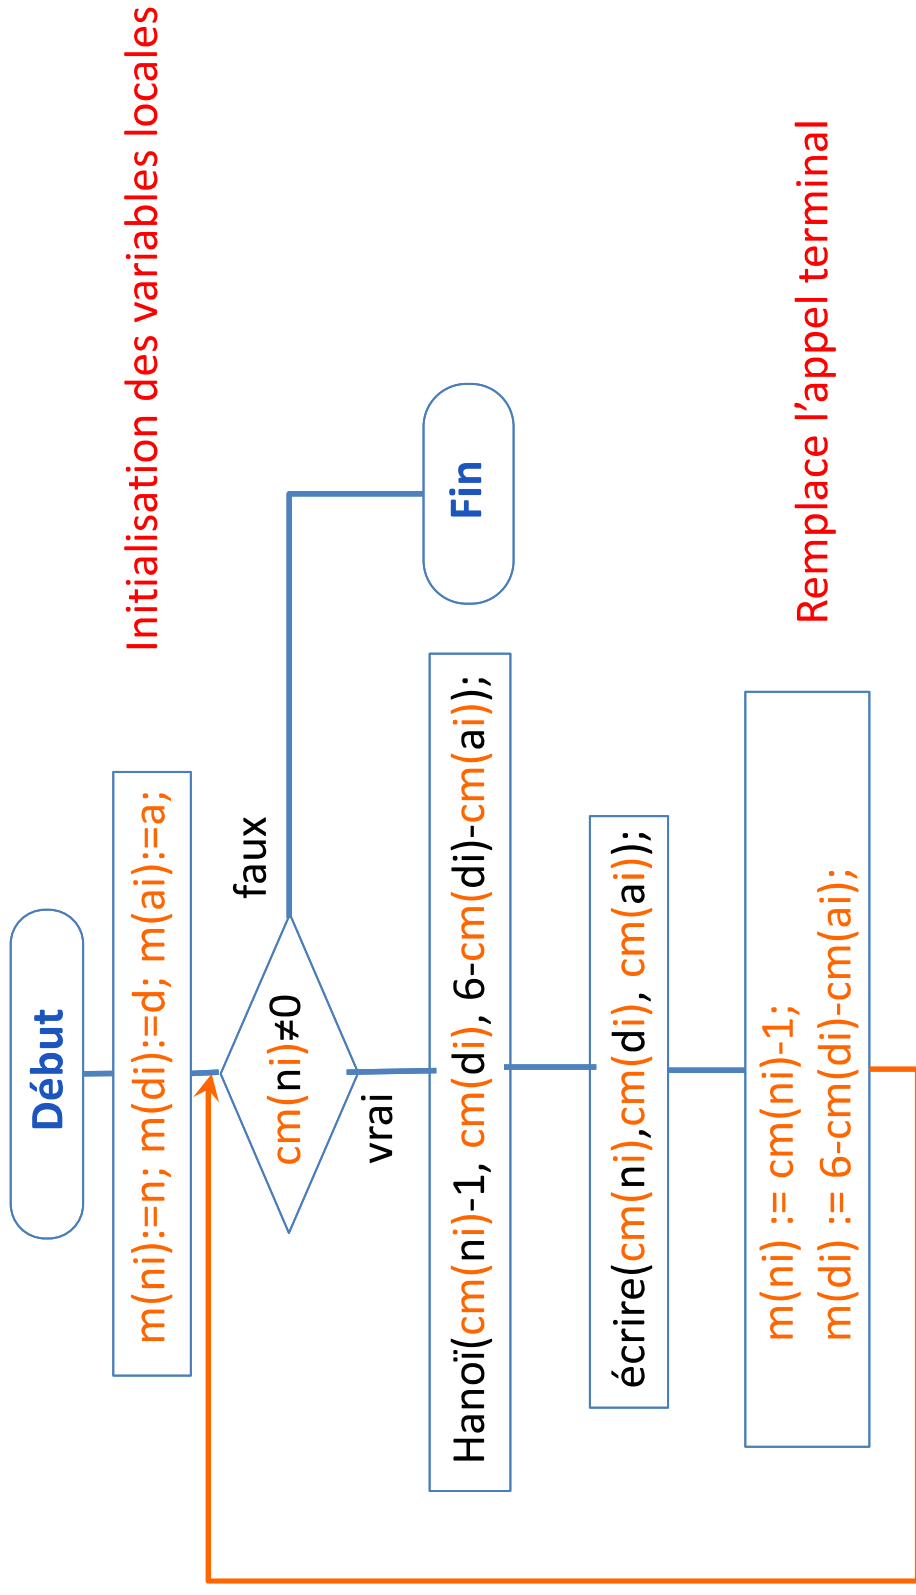 Début
m(ni):=n; m(di):=d; m(ai):=a;
Initialisation des variables locales
cm(ni)≠0
faux
vrai
Fin
Hanoï(cm(ni)-1, cm(di), 6-cm(di)-cm(ai));
écrire(cm(ni),cm(di), cm(ai));
m(ni) := cm(ni)-1;
m(di) := 6-cm(di)-cm(ai);
Remplace l’appel terminal